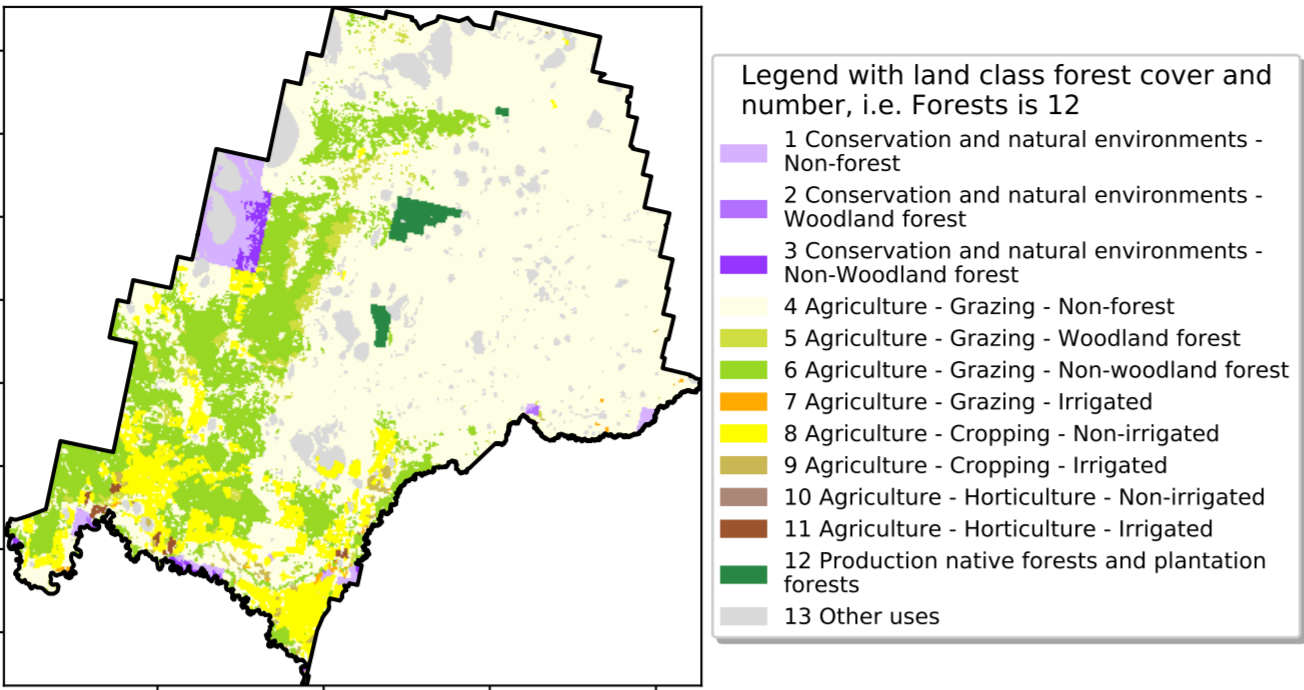 Legend with land class forest cover and
number, i.e. Forests is 12
1 Conservation and natural environments -
Non-forest
2 Conservation and natural environments -
Woodland forest
3 Conservation and natural environments -
Non-Woodland forest
4 Agriculture - Grazing - Non-forest
5 Agriculture - Grazing - Woodland forest
6 Agriculture - Grazing - Non-woodland forest
7 Agriculture - Grazing - Irrigated
8 Agriculture - Cropping - Non-irrigated
9 Agriculture - Cropping - Irrigated
10 Agriculture - Horticulture - Non-irrigated
11 Agriculture - Horticulture - Irrigated
12 Production native forests and plantation
forests
13 Other uses